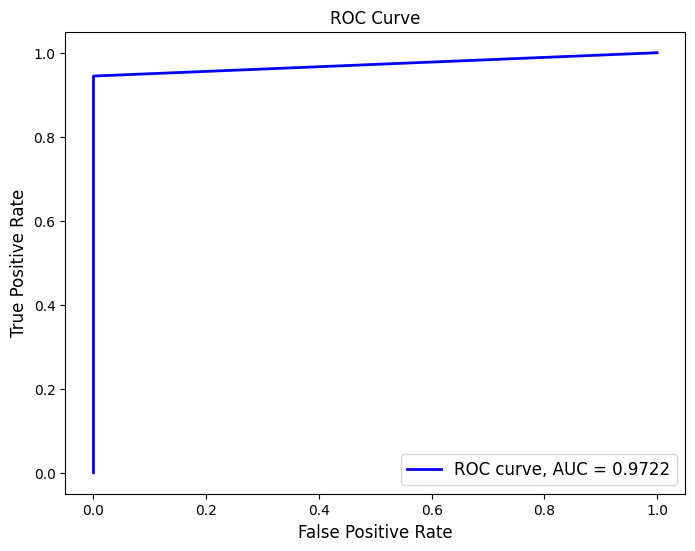 ROC Curve
1.0
0.8
0.6
0.4
0.2
0.0
True Positive Rate
ROC curve, AUC = 0.9722
0.0 0.2 0.4 0.6 0.8 1.0
False Positive Rate